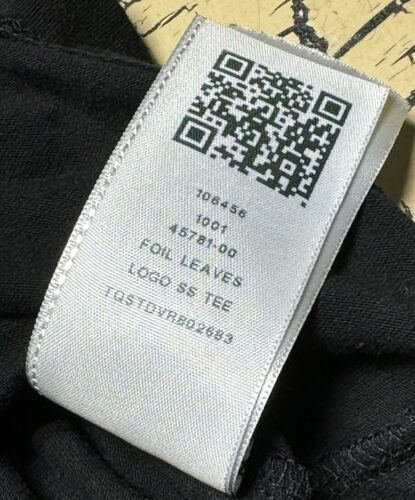 106456
1001
45781-00
FOIL LEAVES
LOGO SS TEE
TQSTDVRB02683